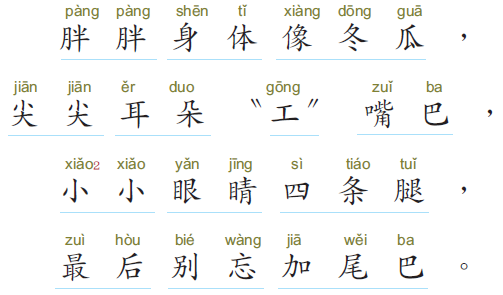 pàng pàng shēn tǐ xiàng dōng guā
胖胖身体像冬瓜，
jiān jiān ěr duo gōng zuǐ ba
尖尖耳朵〝工〞嘴巴，
xiǎo2 xiǎo yǎn jīng sì tiáo tuǐ
小小眼睛四条腿，
zuì hòu bié wàng jiā wěi ba
最后别忘加尾巴。